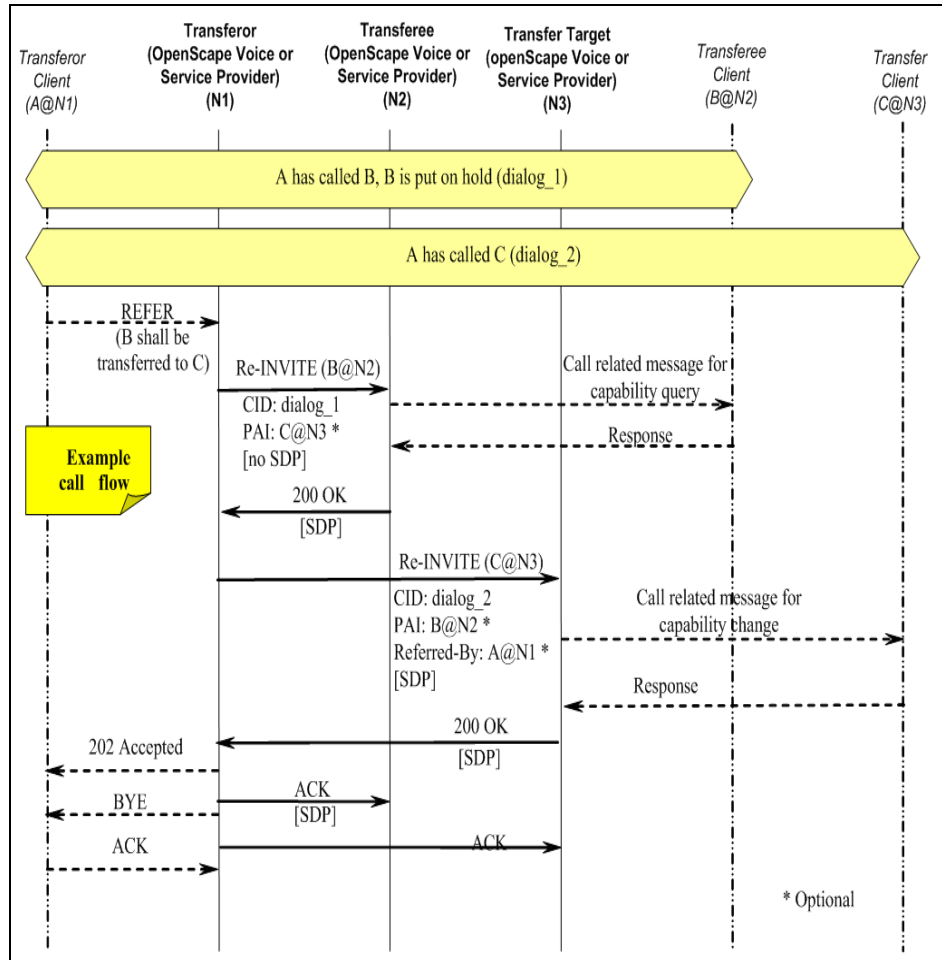 Transferor
Client
(A@N1)
Transferor
(OpenScape Voice or
Service Provider)
(N1)
Transferee
(OpenScape Voice or
Service Provider)
(N2)
Transfer Target
(openScape Voice or
Service Provider)
(N3)
Transferee
Client
(B@N2)
Transfer
Client
(C@N3)
A has called B, B is put on hold (dialog_1)
A has called C (dialog_2)
REFER
(B shall be
transferred to C)
Re-INVITE (B@N2)
CID: dialog_1
PAI: C@N3 *
[no SDP]
Call related message for
capability query
Response
Example
call flow
200 OK
[SDP]
Re-INVITE (C@N3)
CID: dialog_2
PAI: B@N2 *
Referred-By: A@N1 *
[SDP]
Call related message for
capability change
Response
200 OK
[SDP]
202 Accepted
BYE
ACK
[SDP]
ACK
ACK
* Optional